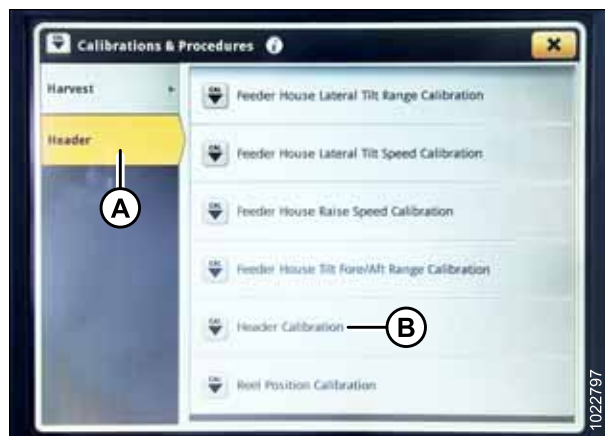 Calibrations & Procedures
Harvest
Header
A
Feeder House Lateral Tilt Range Calibration
Feeder House Lateral Tilt Speed Calibration
Feeder House Raise Speed Calibration
Feeder House Tilt Fore/Aft Range Calibration
Header Calibration
B
Reel Position Calibration
1022797